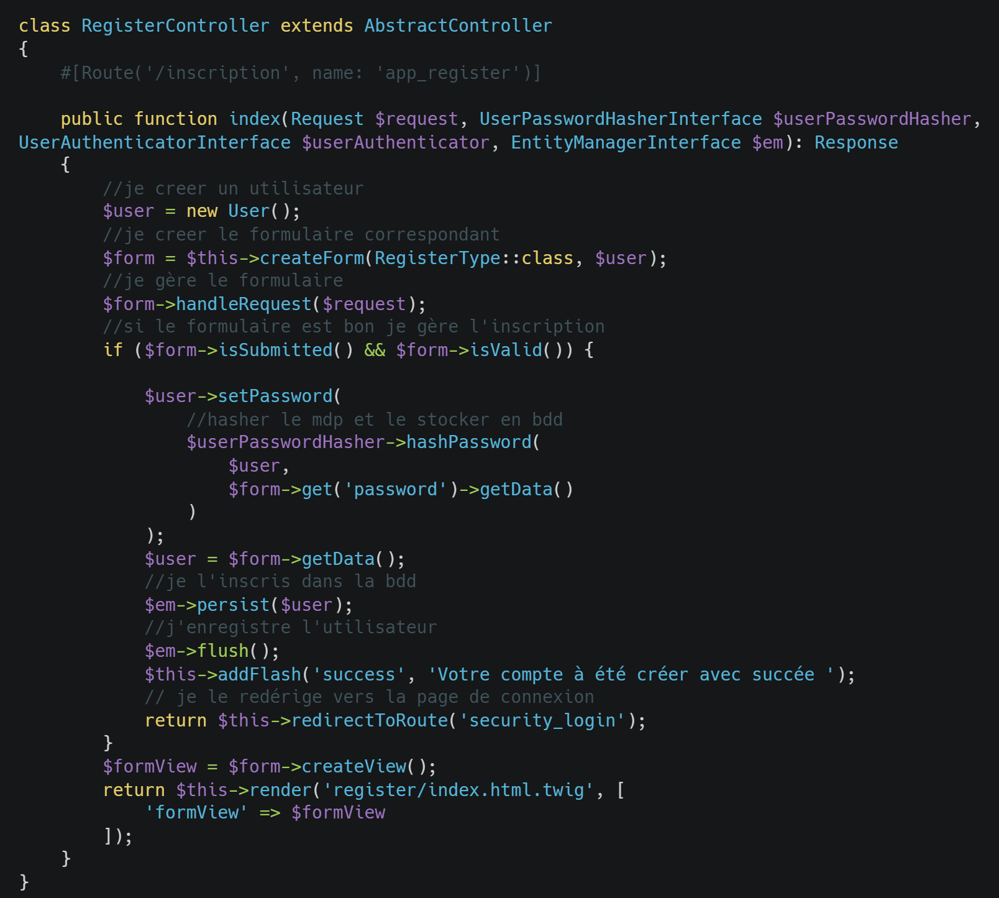 class RegisterController extends AbstractController
{
    #[Route('/inscription', name: 'app_register')]

    public function index(Request $request, UserPasswordHasherInterface $userPasswordHasher,
UserAuthenticatorInterface $userAuthenticator, EntityManagerInterface $em): Response
    {
        //je creer un utilisateur
        $user = new User();
        //je creer le formulaire correspondant
        $form = $this->createForm(RegisterType::class, $user);
        //je gère le formulaire
        $form->handleRequest($request);
        //si le formulaire est bon je gère l'inscription
        if ($form->isSubmitted() && $form->isValid()) {

            $user->setPassword(
                //hasher le mdp et le stocker en bdd
                $userPasswordHasher->hashPassword(
                    $user,
                    $form->get('password')->getData()
                )
            );
            $user = $form->getData();
            //je l'inscris dans la bdd
            $em->persist($user);
            //j'enregistre l'utilisateur
            $em->flush();
            $this->addFlash('success', 'Votre compte à été créer avec succée ');
            // je le redérige vers la page de connexion
            return $this->redirectToRoute('security_login');
        }
        $formView = $form->createView();
        return $this->render('register/index.html.twig', [
            'formView' => $formView
        ]);
    }
}